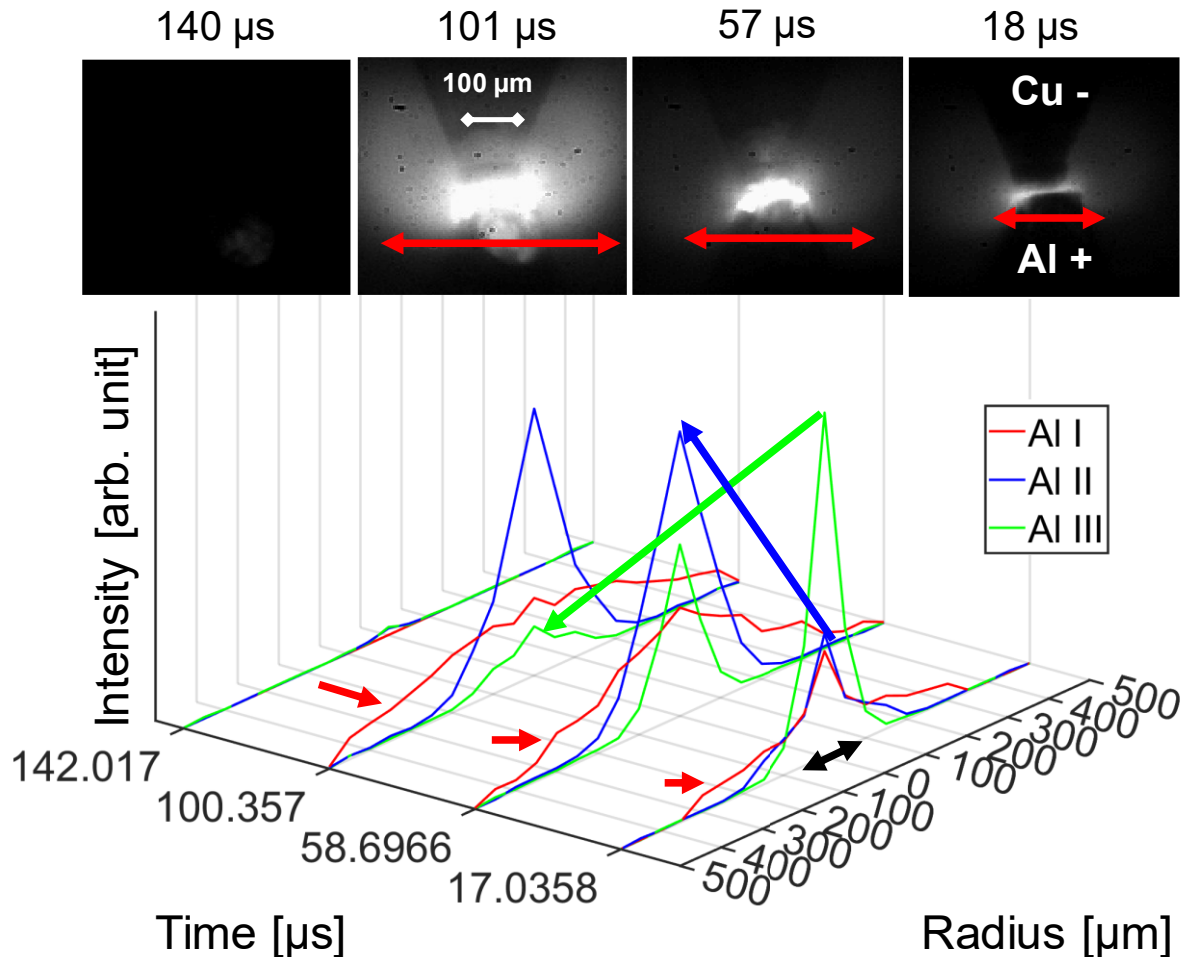 140 µs
101 µs
57 µs
18 µs
100 µm
Cu -
Al +
Intensity [arb. unit]
Al I
Al II
Al III
142.017
100.357
58.6966
17.0358
500
400
300
200
100
0
100
200
300
400
500
Time [µs]
Radius [µm]